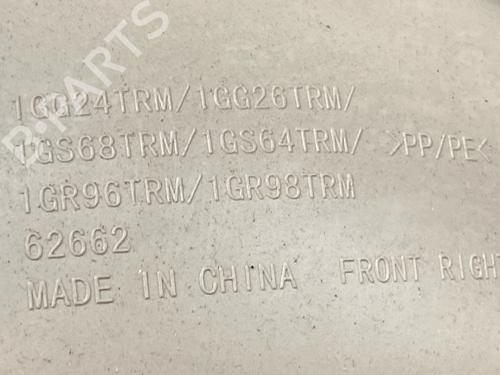 B-PARTS
1GG24TRM/1GG26TRM/
1GS68TRM/1GS64TRM/ >PP/PE<
1GR96TRM/1GR98TRM
62662
MADE IN CHINA FRONT RIGHT